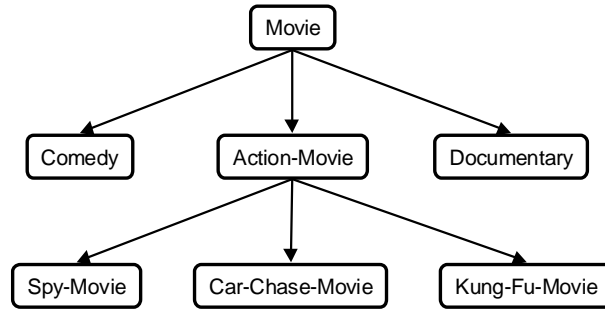 Movie
Comedy
Action-Movie
Documentary
Spy-Movie
Car-Chase-Movie
Kung-Fu-Movie